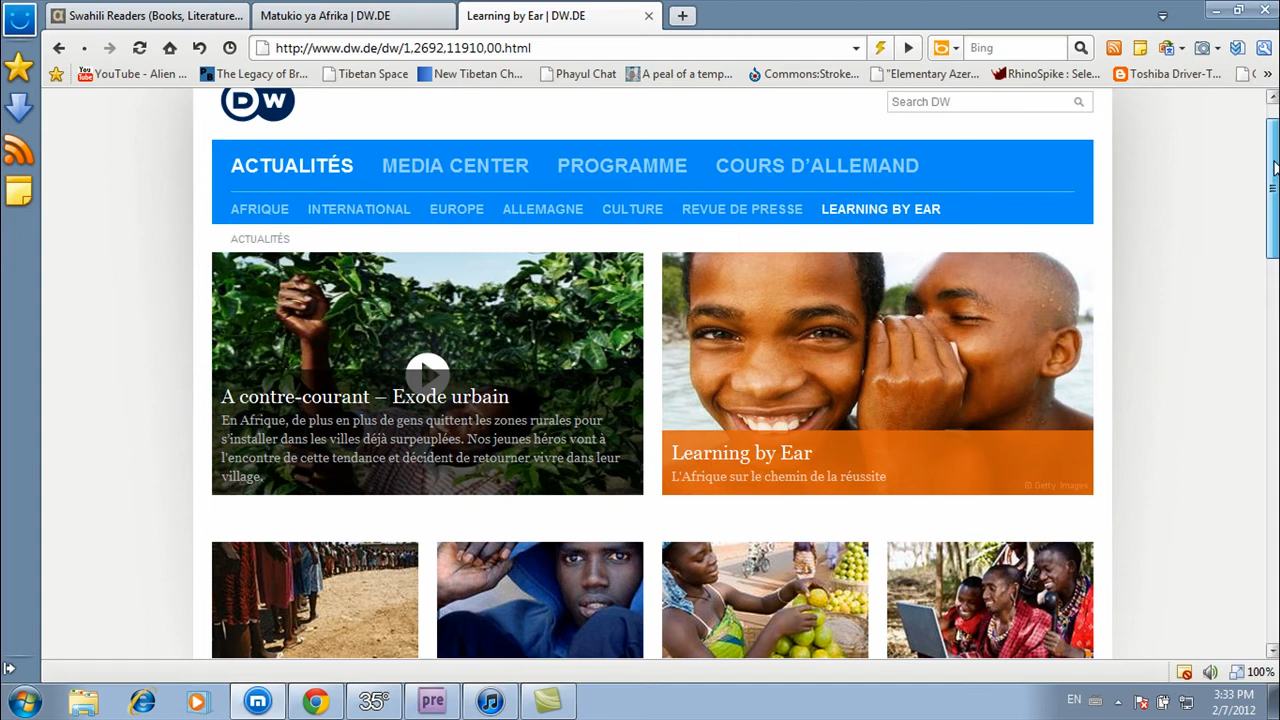 Swahili Readers (Books, Literature...
Matukio ya Afrika | DW.DE
Learning by Ear | DW.DE
http://www.dw.de/dw/1,2692,11910,00.html
Bing
YouTube - Alien ...
The Legacy of Br...
Tibetan Space
New Tibetan Ch...
Phayul Chat
A peal of a temp...
Commons:Stroke...
"Elementary Azer...
RhinoSpike : Sele...
Toshiba Driver-T...
DW
Search DW
ACTUALITÉS MEDIA CENTER PROGRAMME COURS D'ALLEMAND
AFRIQUE INTERNATIONAL EUROPE ALLEMAGNE CULTURE REVUE DE PRESSE LEARNING BY EAR
ACTUALITÉS
A contre-courant – Exode urbain
En Afrique, de plus en plus de gens quittent les zones rurales pour
s'installer dans les villes déjà surpeuplées. Nos jeunes héros vont à
l'encontre de cette tendance et décident de retourner vivre dans leur
village.
Learning by Ear
L'Afrique sur le chemin de la réussite
© Getty Images
100%
35°
pre
EN
3:33 PM
2/7/2012